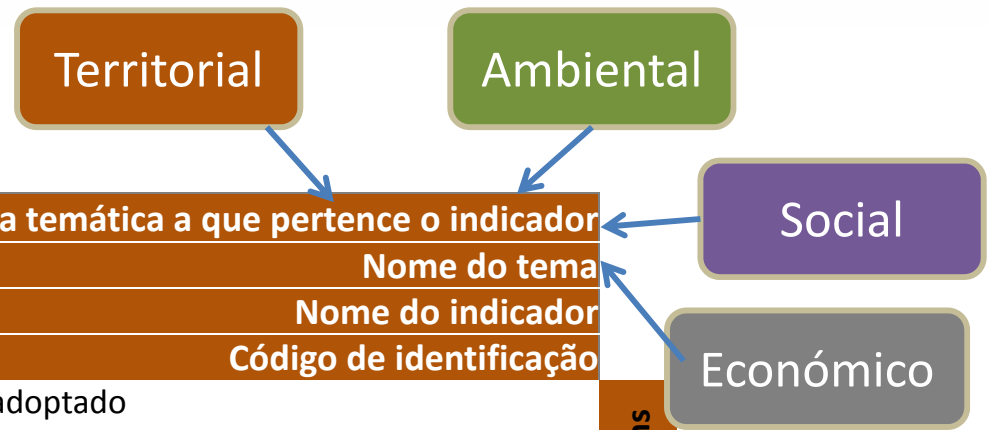 Territorial
Ambiental
a temática a que pertence o indicador
Social
Nome do tema
Nome do indicador
Código de identificação
Económico
adoptado